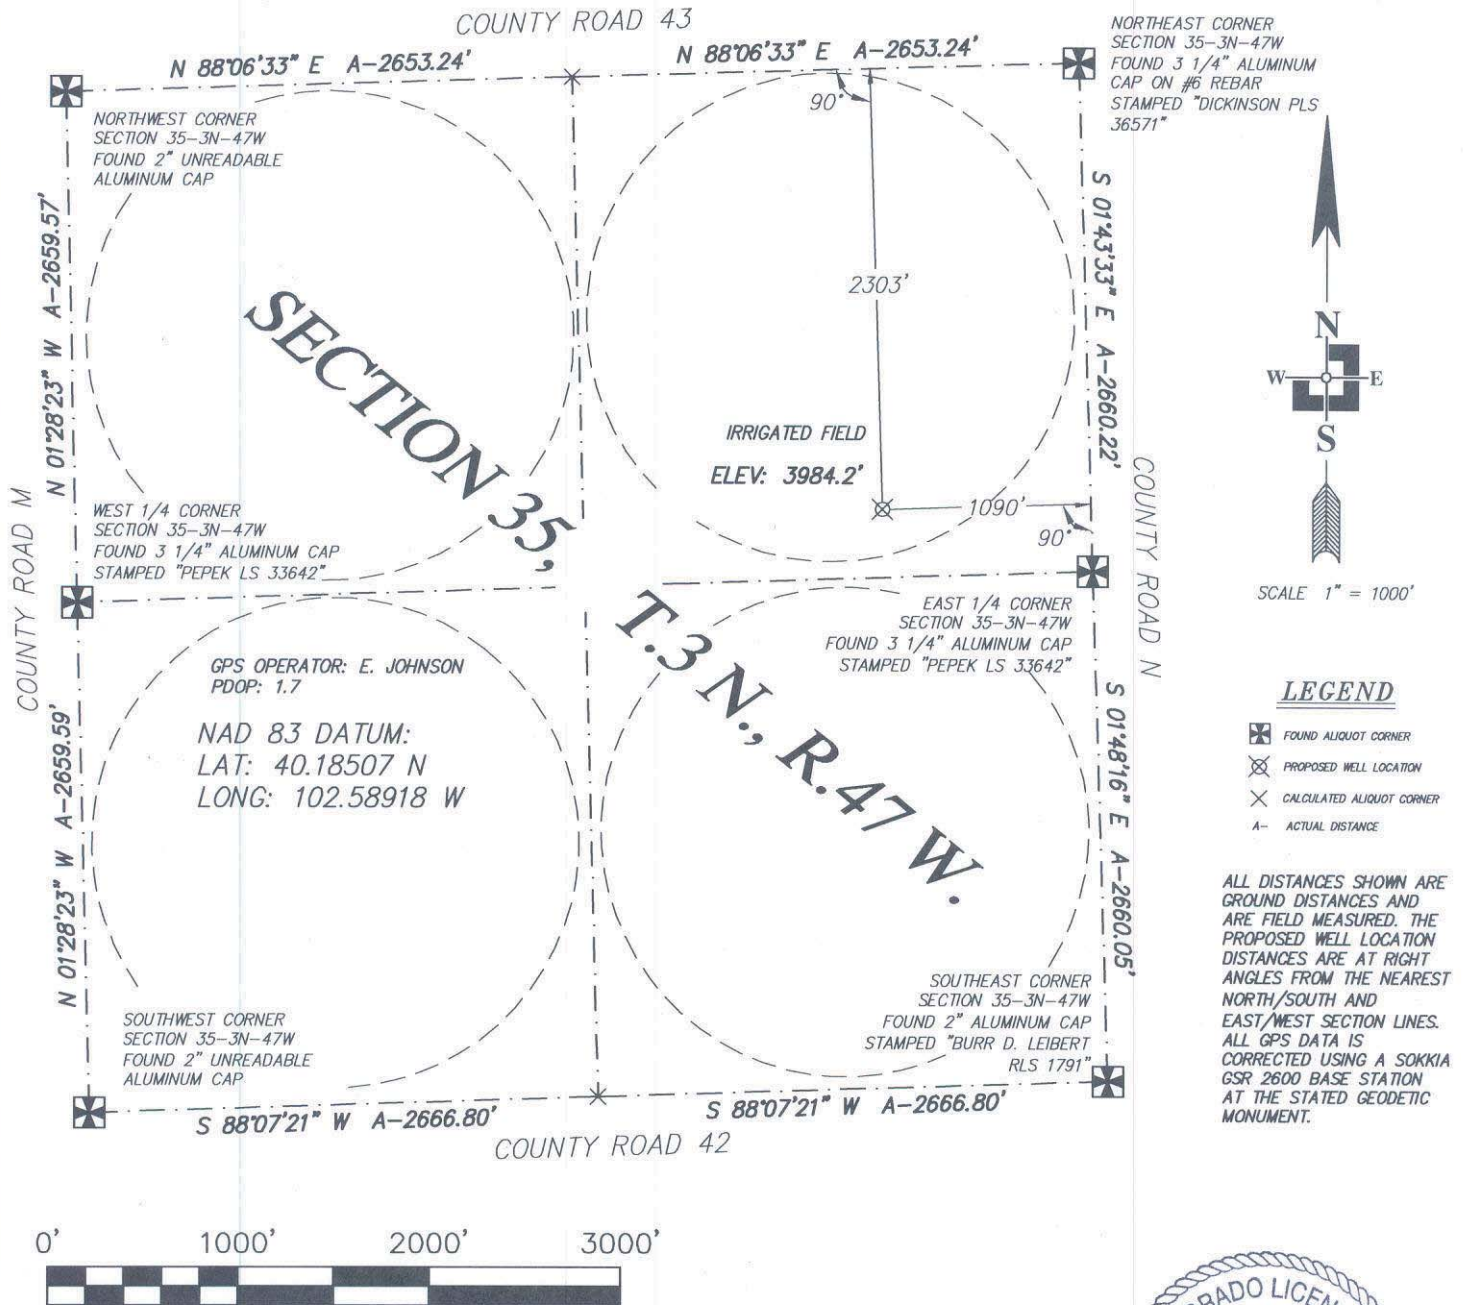 COUNTY ROAD 43
N 88°06'33" E A-2653.24'
N 88°06'33" E A-2653.24'
NORTHEAST CORNER
SECTION 35-3N-47W
FOUND 3 1/4" ALUMINUM
CAP ON #6 REBAR
STAMPED "DICKINSON PLS
36571"
90°
NORTHWEST CORNER
SECTION 35-3N-47W
FOUND 2" UNREADABLE
ALUMINUM CAP
N 01°28'23" W A-2659.57'
S 01°43'33" E A-2660.22'
2303'
SECTION 35,
T.3 N., R.47 W.
IRRIGATED FIELD
ELEV: 3984.2'
1090'
90°
N
W E
S
SCALE 1" = 1000'
COUNTY ROAD M
COUNTY ROAD N
WEST 1/4 CORNER
SECTION 35-3N-47W
FOUND 3 1/4" ALUMINUM CAP
STAMPED "PEPEK LS 33642"
EAST 1/4 CORNER
SECTION 35-3N-47W
FOUND 3 1/4" ALUMINUM CAP
STAMPED "PEPEK LS 33642"
GPS OPERATOR: E. JOHNSON
PDOP: 1.7
NAD 83 DATUM:
LAT: 40.18507 N
LONG: 102.58918 W
N 01°28'23" W A-2659.59'
S 01°48'16" E A-2660.05'
LEGEND
FOUND ALIQUOT CORNER
PROPOSED WELL LOCATION
CALCULATED ALIQUOT CORNER
A- ACTUAL DISTANCE
ALL DISTANCES SHOWN ARE
GROUND DISTANCES AND
ARE FIELD MEASURED. THE
PROPOSED WELL LOCATION
DISTANCES ARE AT RIGHT
ANGLES FROM THE NEAREST
NORTH/SOUTH AND
EAST/WEST SECTION LINES.
ALL GPS DATA IS
CORRECTED USING A SOKKIA
GSR 2600 BASE STATION
AT THE STATED GEODETIC
MONUMENT.
SOUTHWEST CORNER
SECTION 35-3N-47W
FOUND 2" UNREADABLE
ALUMINUM CAP
SOUTHEAST CORNER
SECTION 35-3N-47W
FOUND 2" ALUMINUM CAP
STAMPED "BURR D. LEIBERT
RLS 1791"
S 88°07'21" W A-2666.80'
S 88°07'21" W A-2666.80'
COUNTY ROAD 42
0' 1000' 2000' 3000'